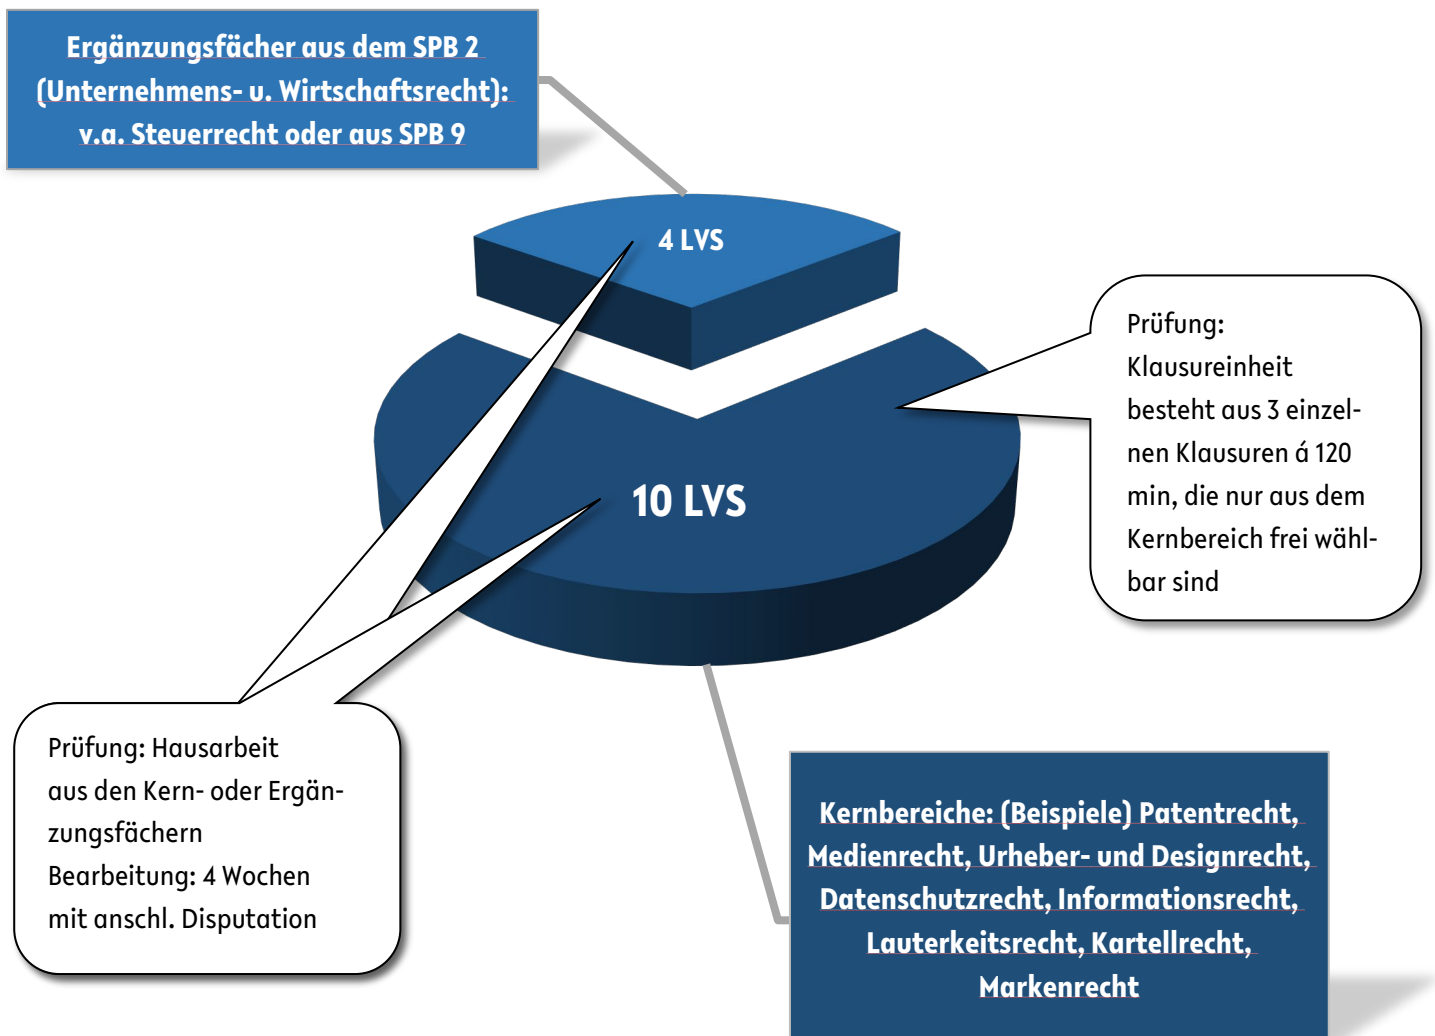 Ergänzungsfächer aus dem SPB 2
(Unternehmens- u. Wirtschaftsrecht):
v.a. Steuerrecht oder aus SPB 9
4 LVS
Prüfung:
Klausureinheit
besteht aus 3 einzel-
nen Klausuren á 120
min, die nur aus dem
Kernbereich frei wähl-
bar sind
10 LVS
Prüfung: Hausarbeit
aus den Kern- oder Ergän-
zungsfächern
Bearbeitung: 4 Wochen
mit anschl. Disputation
Kernbereiche: (Beispiele) Patentrecht,
Medienrecht, Urheber- und Designrecht,
Datenschutzrecht, Informationsrecht,
Lauterkeitsrecht, Kartellrecht,
Markenrecht